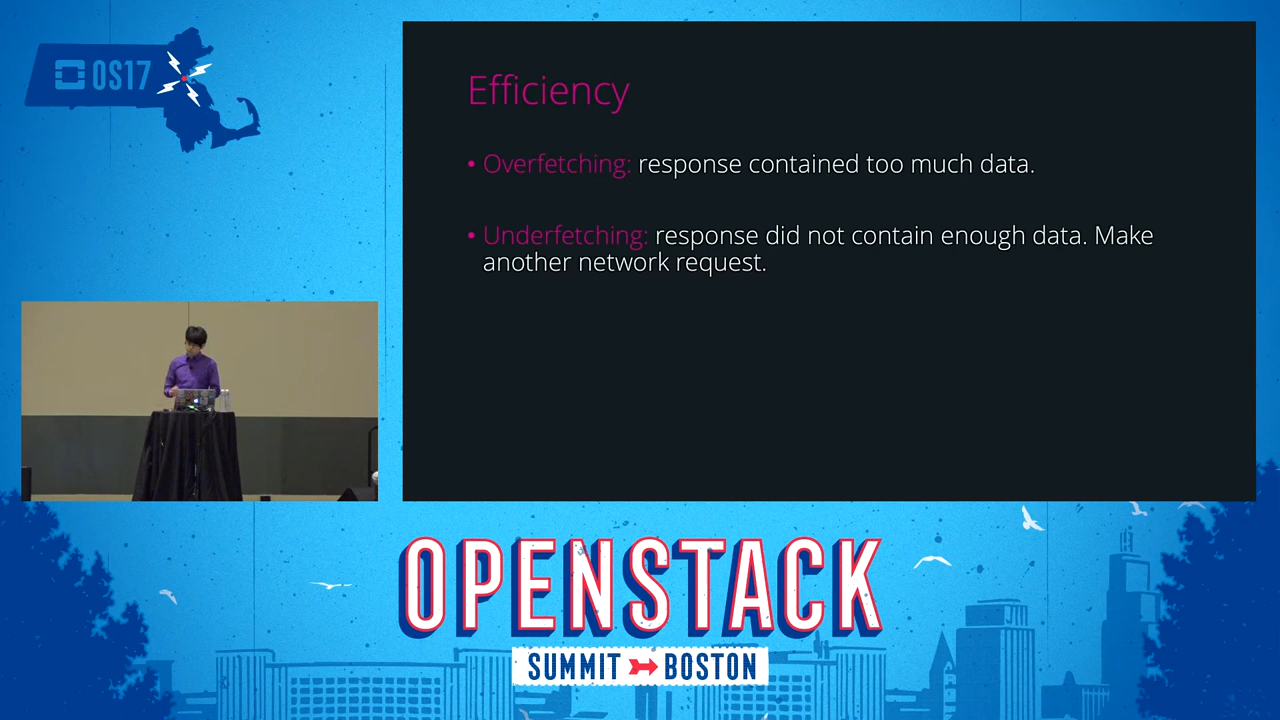 OS17
Efficiency
• Overfetching: response contained too much data.
• Underfetching: response did not contain enough data. Make
another network request.
OPENSTACK
SUMMIT BOSTON